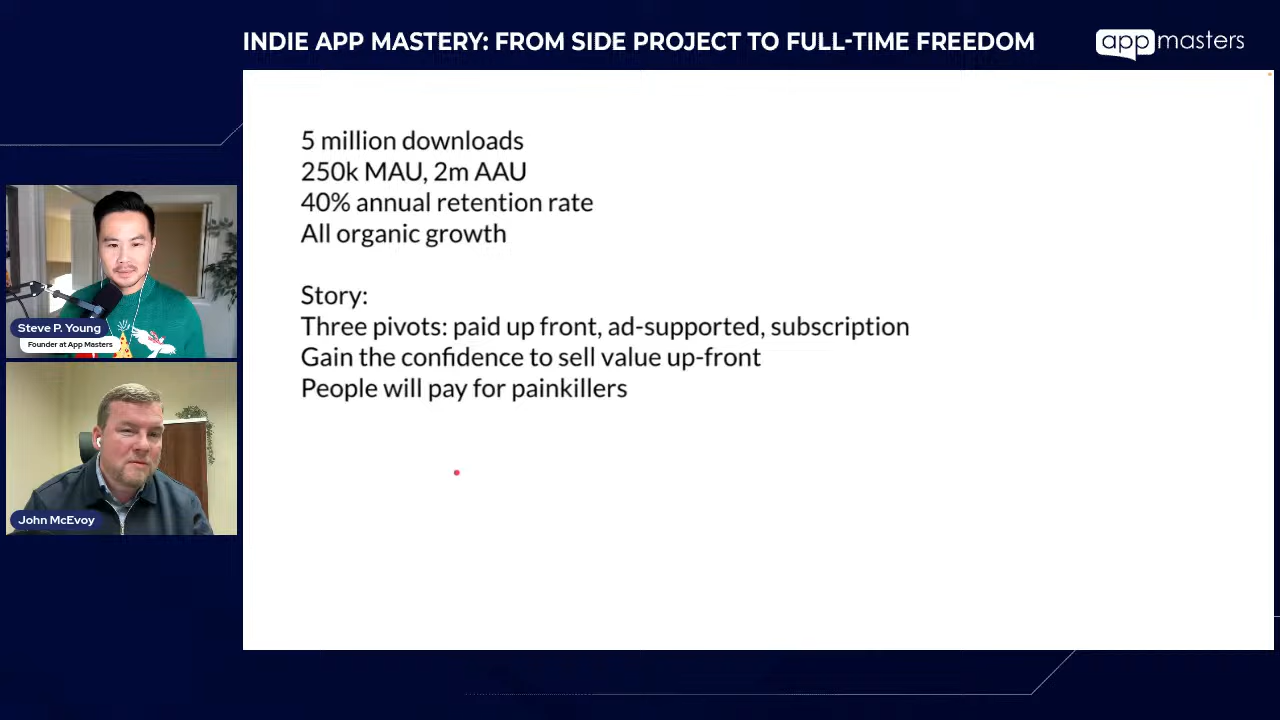 INDIE APP MASTERY: FROM SIDE PROJECT TO FULL-TIME FREEDOM
app masters
5 million downloads
250k MAU, 2m AAU
40% annual retention rate
All organic growth
Story:
Three pivots: paid up front, ad-supported, subscription
Gain the confidence to sell value up-front
People will pay for painkillers
Steve P. Young
Founder at App Masters
John McEvoy